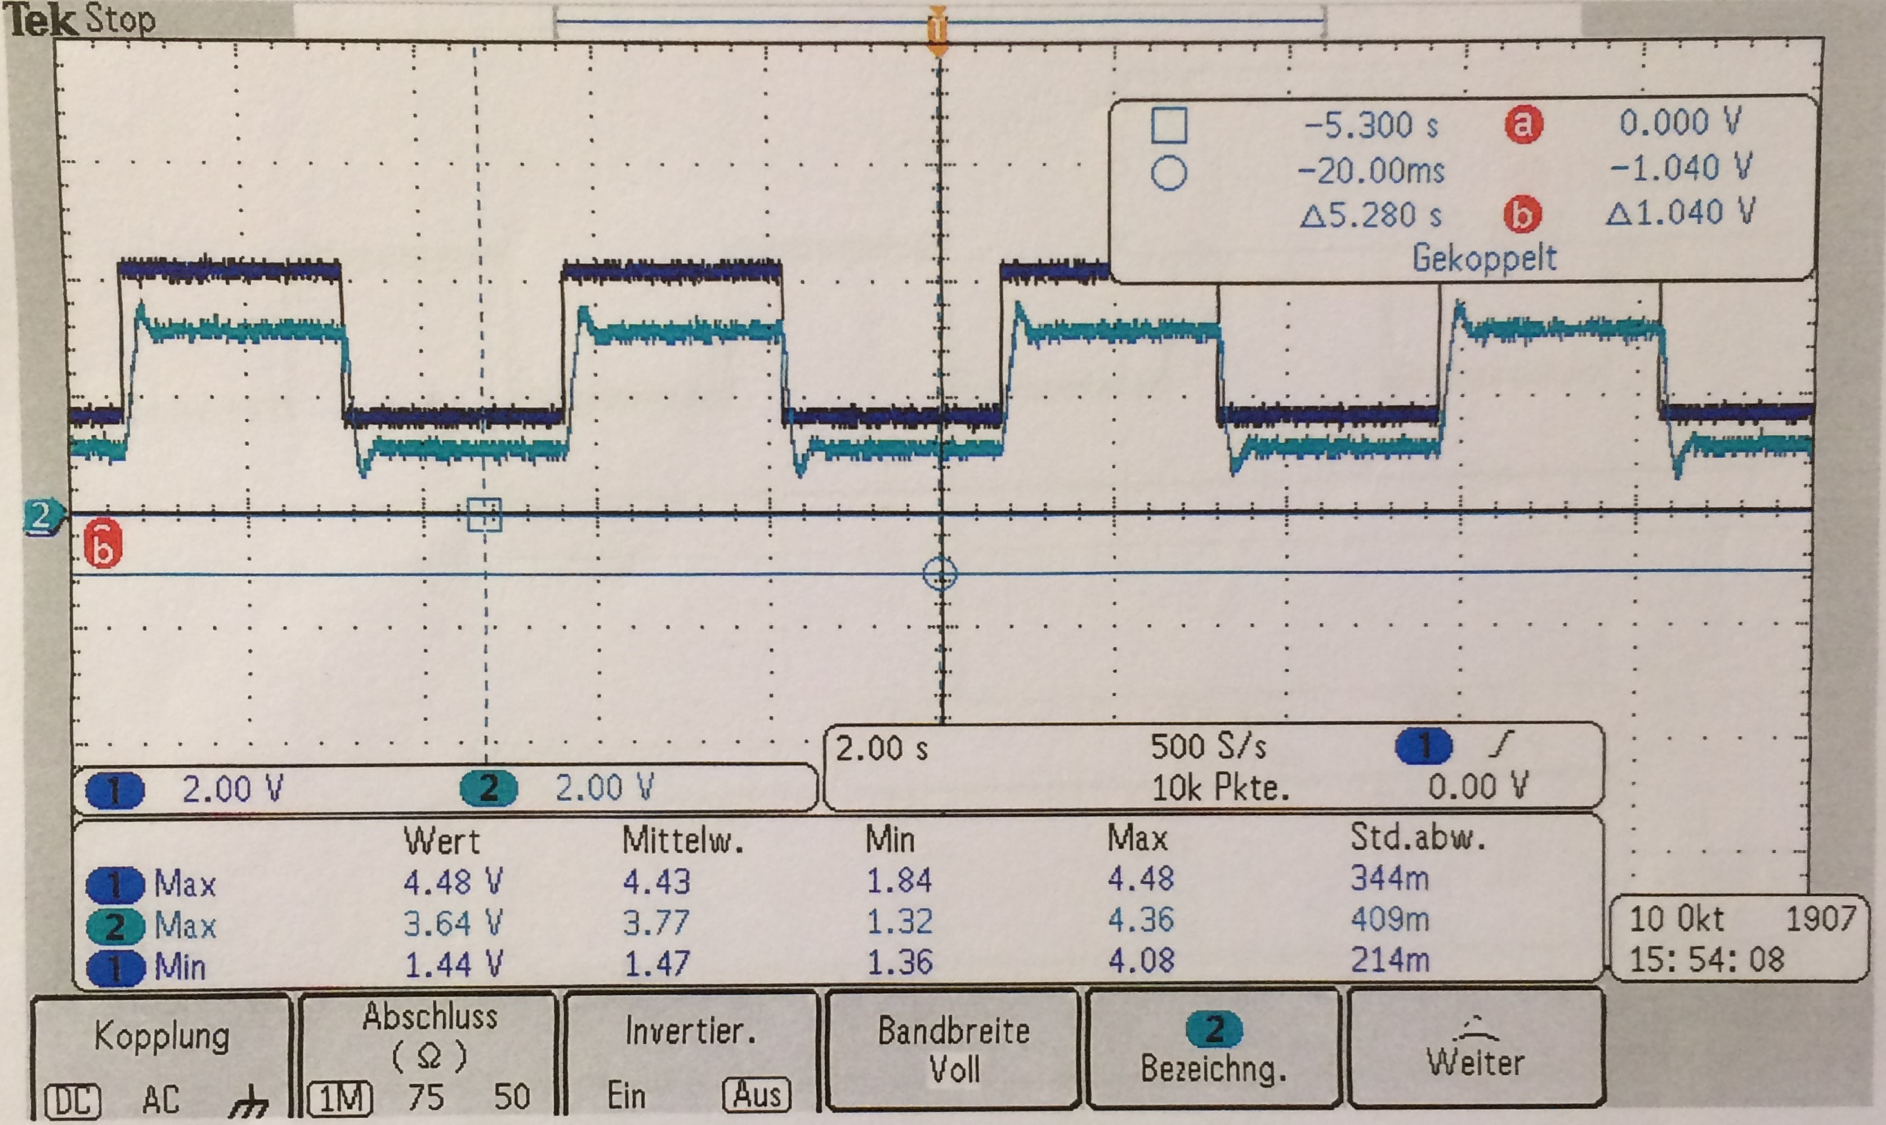 Tek Stop
T
−5.300 s a 0.000 V
−20.00ms −1.040 V
Δ5.280 s b Δ1.040 V
Gekoppelt
2
b
2.00 s 500 S/s 1
10k Pkte. 0.00 V
1 2.00 V 2 2.00 V
Wert Mittelw. Min Max Std.abw.
1 Max 4.48 V 4.43 1.84 4.48 344m
2 Max 3.64 V 3.77 1.32 4.36 409m
1 Min 1.44 V 1.47 1.36 4.08 214m
10 Okt 1907
15:54:08
Kopplung
DC AC
Abschluss
(Ω)
1M 75 50
Invertier.
Ein Aus
Bandbreite
Voll
2
Bezeichng.
Weiter